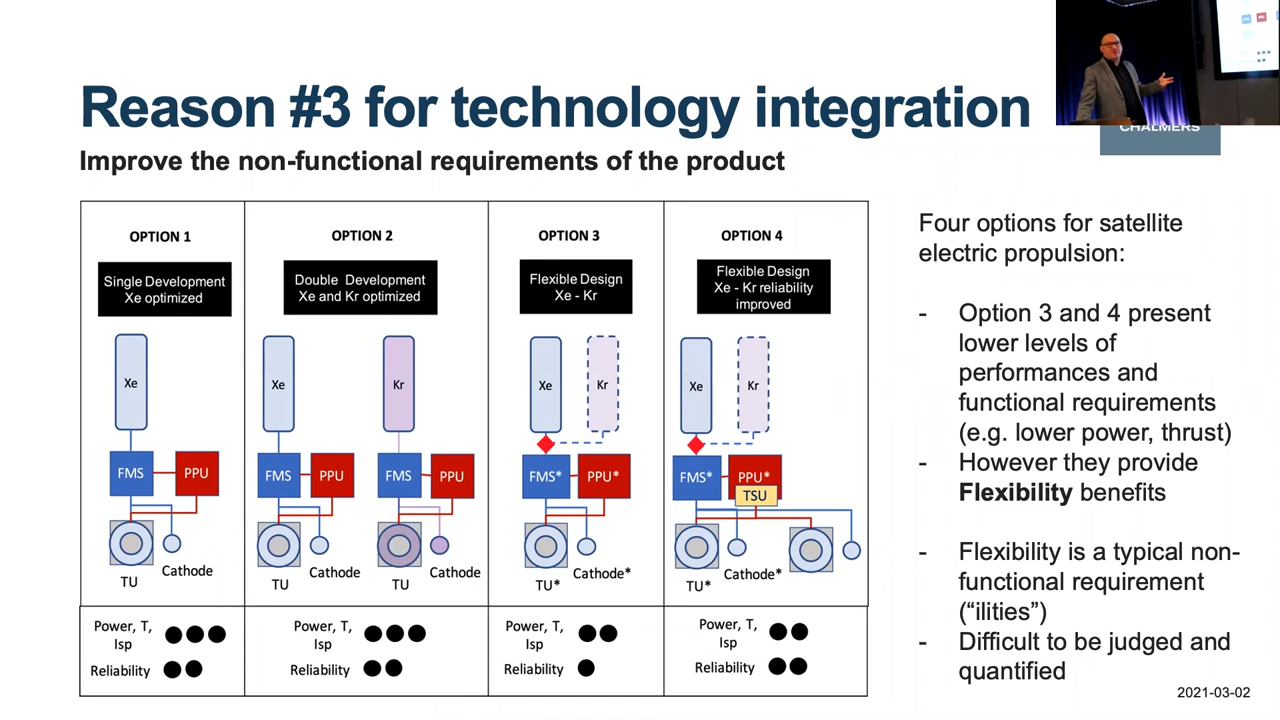 Reason #3 for technology integration
CHALMERS
Improve the non-functional requirements of the product
OPTION 1
Single Development
Xe optimized
Xe
FMS
PPU
TU
Cathode
Power, T,
Isp
Reliability
OPTION 2
Double Development
Xe and Kr optimized
Xe
Kr
FMS
PPU
FMS
PPU
TU
Cathode
TU
Cathode
Power, T,
Isp
Reliability
OPTION 3
Flexible Design
Xe - Kr
Xe
Kr
FMS*
PPU*
TU*
Cathode*
Power, T,
Isp
Reliability
OPTION 4
Flexible Design
Xe - Kr reliability
improved
Xe
Kr
FMS*
PPU*
TSU
TU*
Cathode*
Power, T,
Isp
Reliability
Four options for satellite
electric propulsion:
- Option 3 and 4 present
lower levels of
performances and
functional requirements
(e.g. lower power, thrust)
- However they provide
Flexibility benefits
- Flexibility is a typical non-
functional requirement
(“ilities”)
- Difficult to be judged and
quantified
2021-03-02